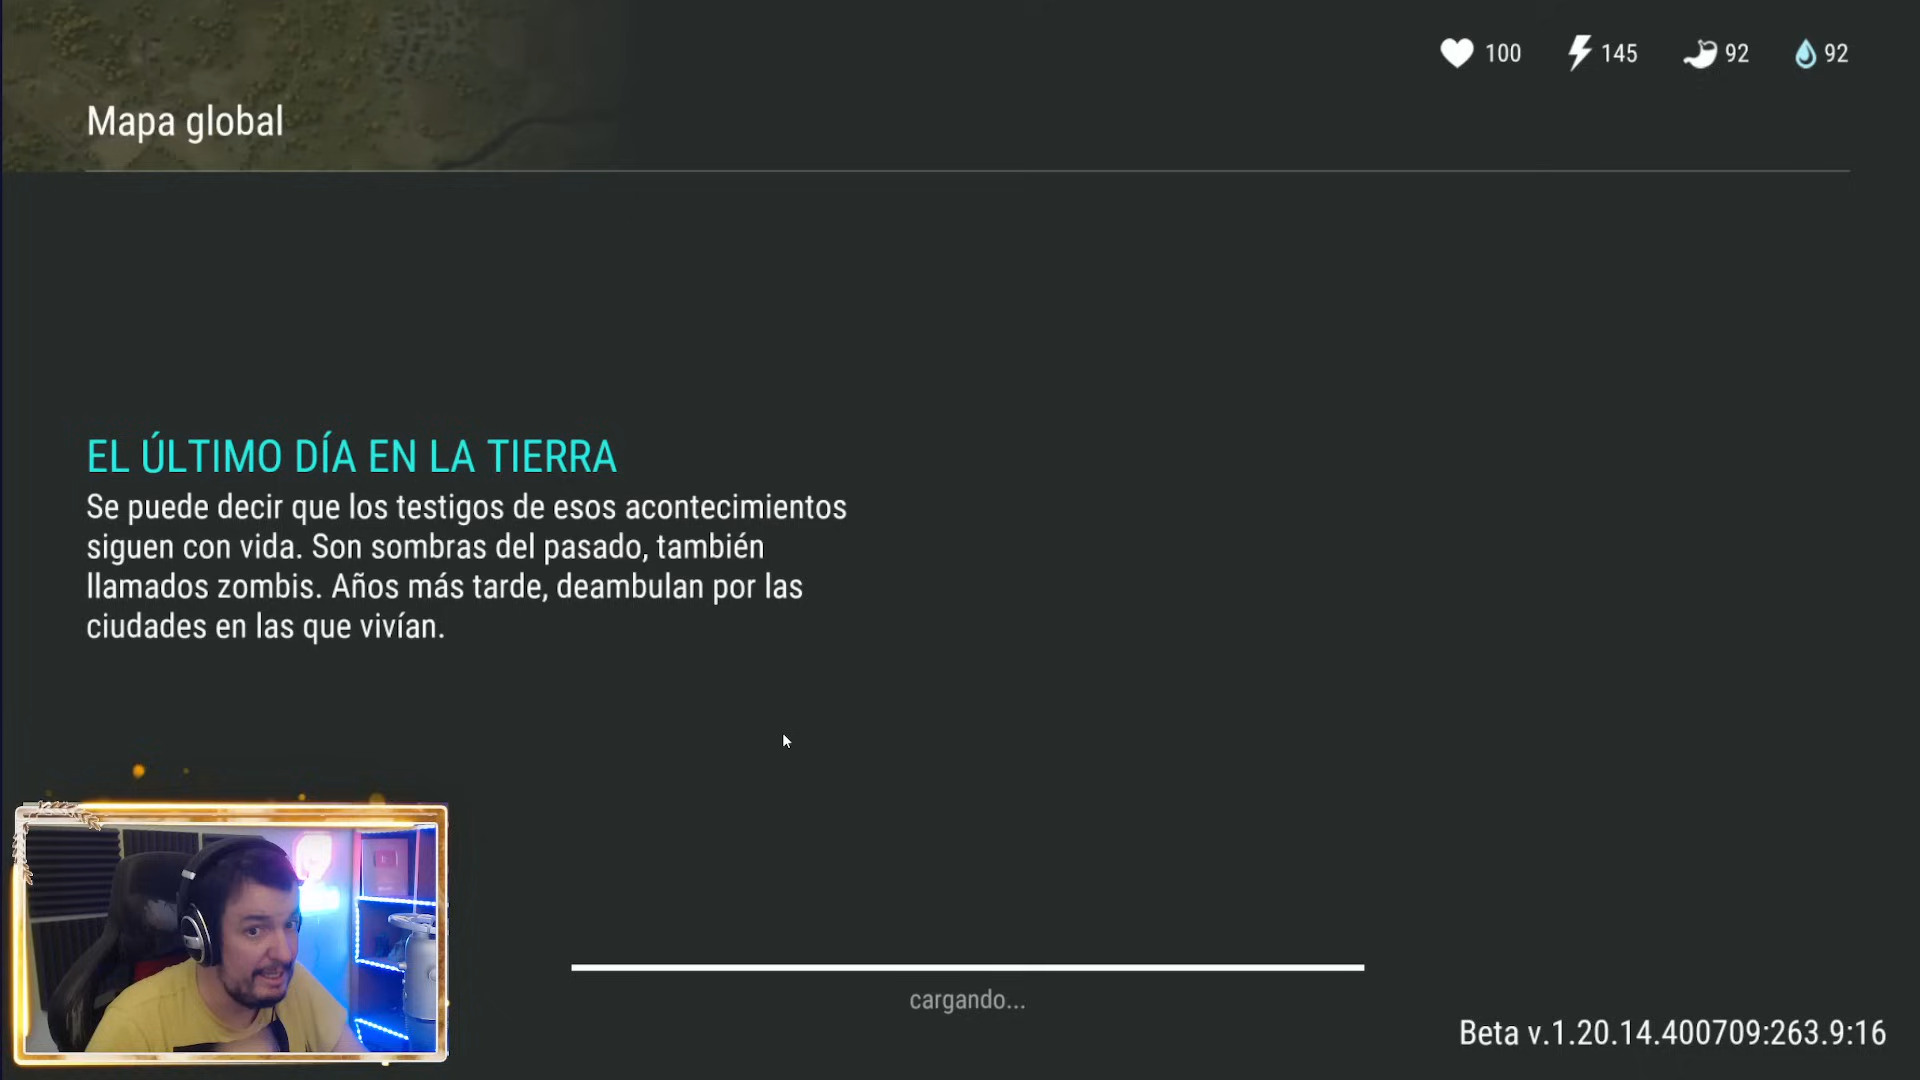 100 145 92 92
Mapa global
EL ÚLTIMO DÍA EN LA TIERRA
Se puede decir que los testigos de esos acontecimientos
siguen con vida. Son sombras del pasado, también
llamados zombis. Años más tarde, deambulan por las
ciudades en las que vivían.
cargando...
Beta v.1.20.14.400709:263.9:16